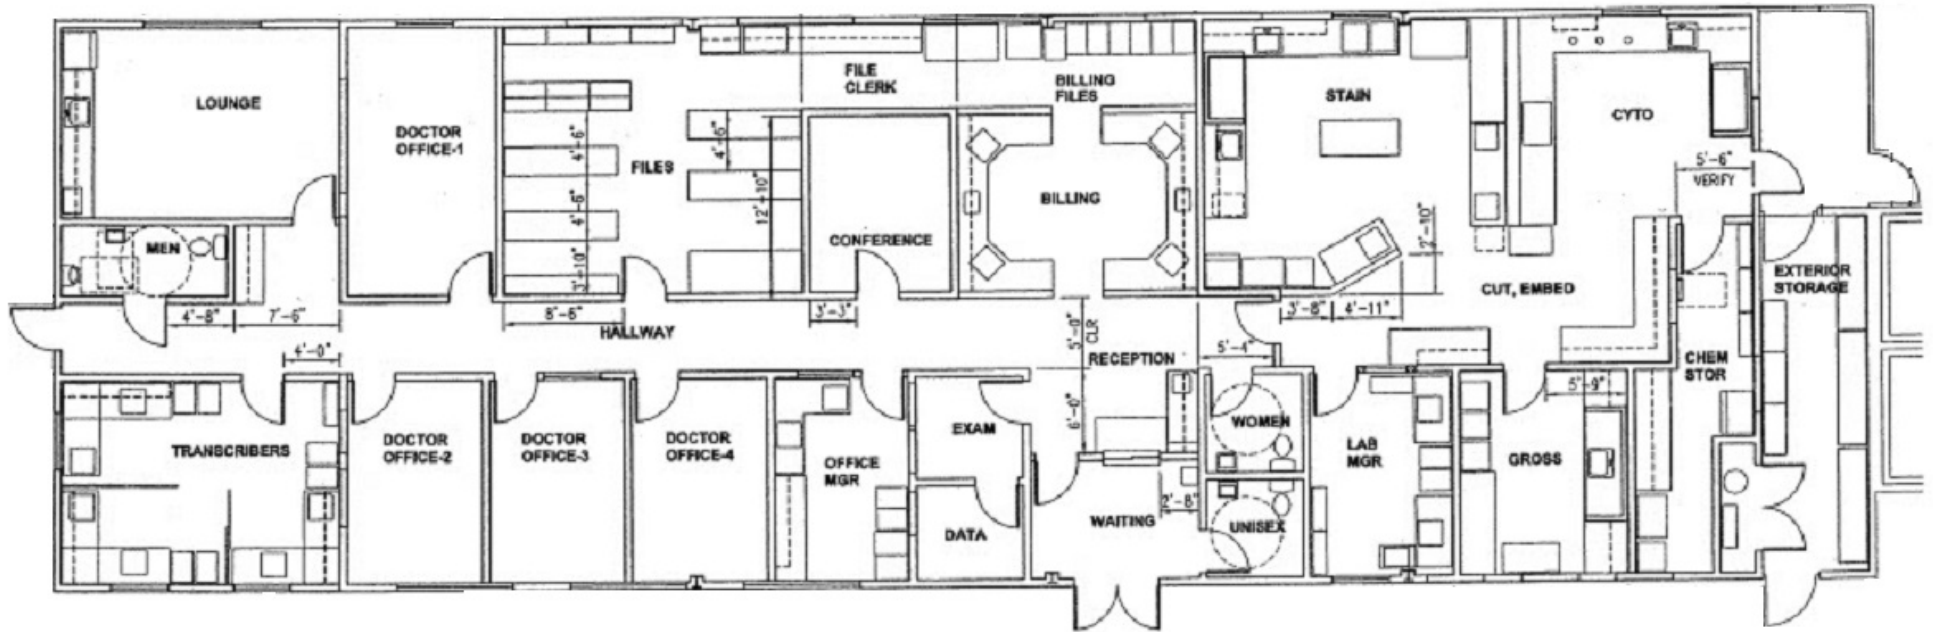 LOUNGE
DOCTOR
OFFICE-1
FILES
FILE
CLERK
BILLING
FILES
STAIN
CYTO
4'-6"
4'-6"
4'-6"
3'-10"
12'-10"
5'-6"
VERIFY
MEN
CONFERENCE
BILLING
2'-10"
CUT, EMBED
EXTERIOR
STORAGE
4'-8"
7'-6"
4'-0"
8'-6"
HALLWAY
3'-3"
5'-0"
CLR
RECEPTION
5'-4"
3'-8"
4'-11"
CHEM
STOR
5'-9"
6'-0"
TRANSCRIBERS
DOCTOR
OFFICE-2
DOCTOR
OFFICE-3
DOCTOR
OFFICE-4
OFFICE
MGR
EXAM
DATA
WAITING
2'-8"
WOMEN
UNISEX
LAB
MGR
GROSS